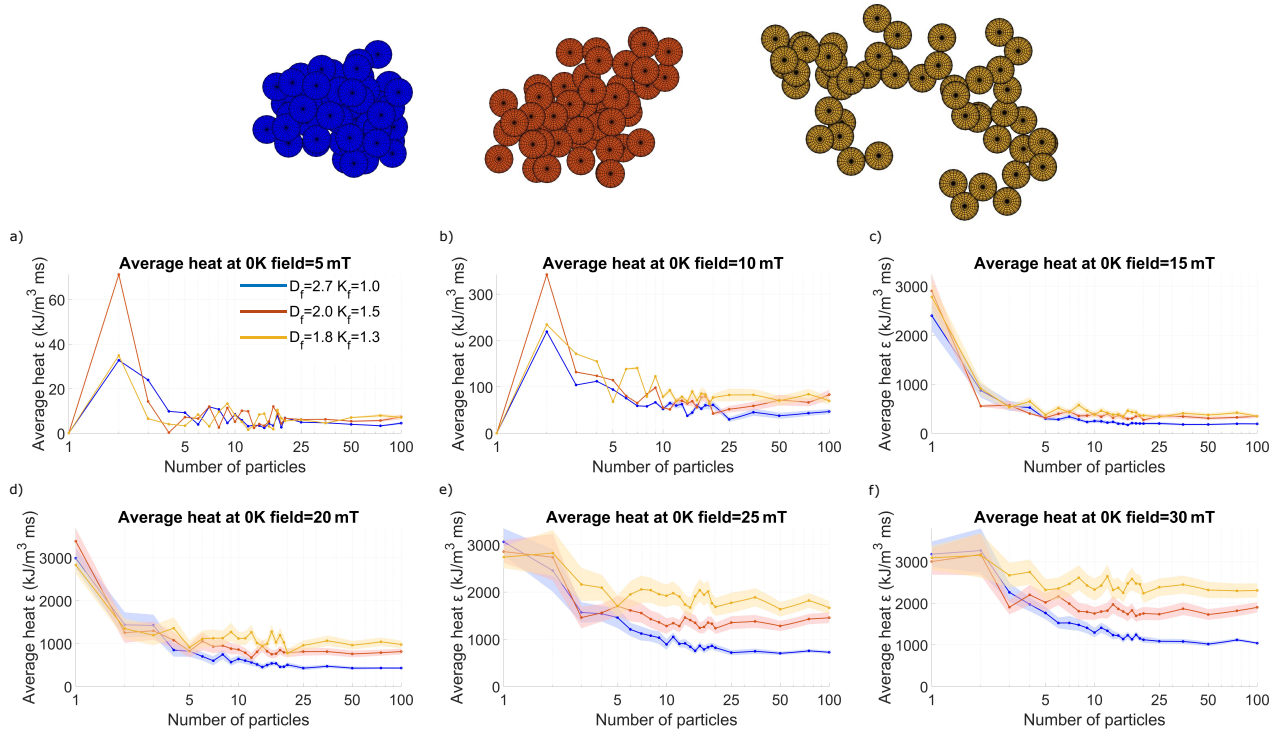 a)
Average heat at 0K field=5 mT
Average heat ε (kJ/m³ ms)
60
40
20
0
D_f=2.7 K_f=1.0
D_f=2.0 K_f=1.5
D_f=1.8 K_f=1.3
1
5
10
25
50
100
Number of particles
b)
Average heat at 0K field=10 mT
Average heat ε (kJ/m³ ms)
300
200
100
0
1
5
10
25
50
100
Number of particles
c)
Average heat at 0K field=15 mT
Average heat ε (kJ/m³ ms)
3000
2000
1000
0
1
5
10
25
50
100
Number of particles
d)
Average heat at 0K field=20 mT
Average heat ε (kJ/m³ ms)
3000
2000
1000
0
1
5
10
25
50
100
Number of particles
e)
Average heat at 0K field=25 mT
Average heat ε (kJ/m³ ms)
3000
2000
1000
0
1
5
10
25
50
100
Number of particles
f)
Average heat at 0K field=30 mT
Average heat ε (kJ/m³ ms)
3000
2000
1000
0
1
5
10
25
50
100
Number of particles